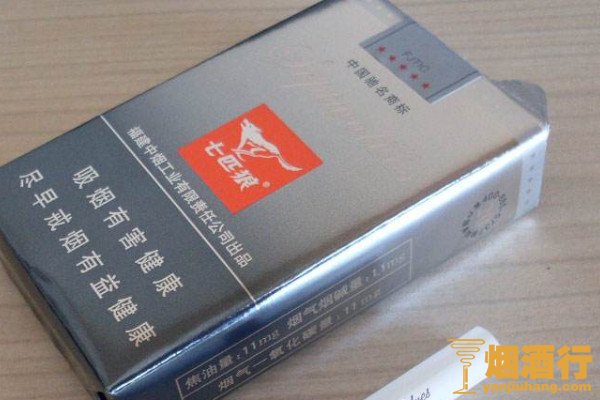 FJTIC
★★★★★
中国驰名商标
七匹狼®
福建中烟工业有限责任公司出品
吸烟有害健康
尽早戒烟有益健康
焦油量：11mg 烟气烟碱量：1.1m
烟气一氧化碳量：11mg
烟酒行